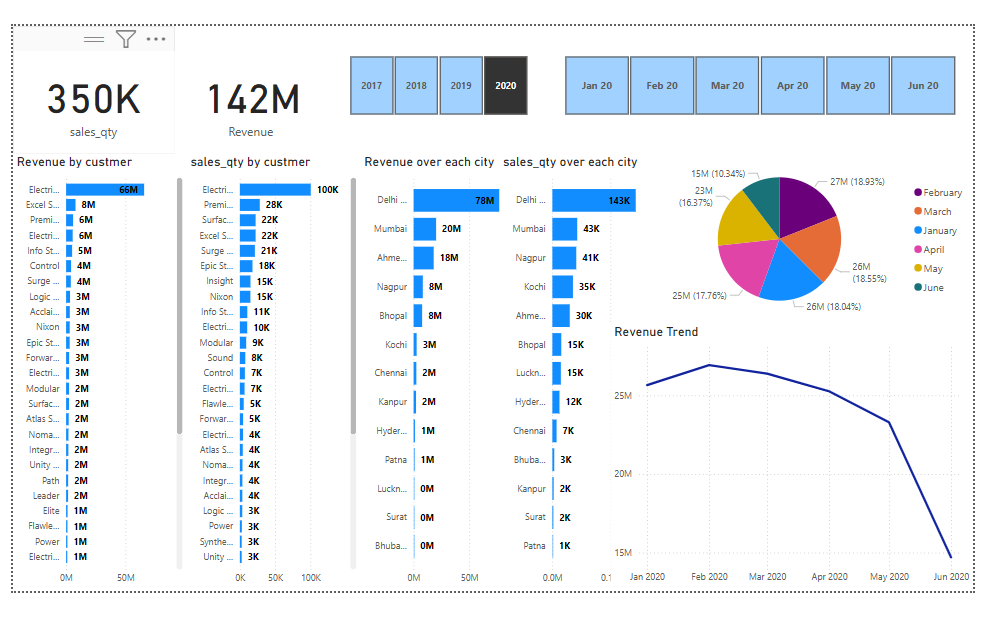 350K
sales_qty
142M
Revenue
2017 2018 2019 2020
Jan 20 Feb 20 Mar 20 Apr 20 May 20 Jun 20
Revenue by custmer
Electri... 66M
Excel S... 8M
Premi... 6M
Electri... 6M
Info St... 5M
Control 4M
Surge ... 4M
Logic ... 3M
Acclai... 3M
Nixon 3M
Epic St... 3M
Forwar... 3M
Electri... 3M
Modular 2M
Surfac... 2M
Atlas S... 2M
Noma... 2M
Integr... 2M
Unity ... 2M
Path 2M
Leader 2M
Elite 1M
Flawle... 1M
Power 1M
Electri... 1M
0M 50M
sales_qty by custmer
Electri... 100K
Premi... 28K
Surfac... 22K
Excel S... 22K
Surge ... 21K
Epic St... 18K
Insight 15K
Nixon 15K
Info St... 11K
Electri... 10K
Modular 9K
Sound 8K
Control 7K
Electri... 7K
Flawle... 5K
Forwar... 5K
Electri... 4K
Atlas S... 4K
Noma... 4K
Integr... 4K
Acclai... 4K
Logic ... 3K
Power 3K
Synthe... 3K
Unity ... 3K
0K 50K 100K
Revenue over each city
Delhi ... 78M
Mumbai 20M
Ahme... 18M
Nagpur 8M
Bhopal 8M
Kochi 3M
Chennai 2M
Kanpur 2M
Hyder... 1M
Patna 1M
Luckn... 0M
Surat 0M
Bhuba... 0M
0M 50M
sales_qty over each city
Delhi ... 143K
Mumbai 43K
Nagpur 41K
Kochi 35K
Ahme... 30K
Bhopal 15K
Luckn... 15K
Hyder... 12K
Chennai 7K
Bhuba... 3K
Kanpur 2K
Surat 2K
Patna 1K
0.0M 0.1
15M (10.34%)
27M (18.93%)
23M
(16.37%)
26M
(18.55%)
25M (17.76%)
26M (18.04%)
February
March
January
April
May
June
Revenue Trend
25M
20M
15M
Jan 2020 Feb 2020 Mar 2020 Apr 2020 May 2020 Jun 2020